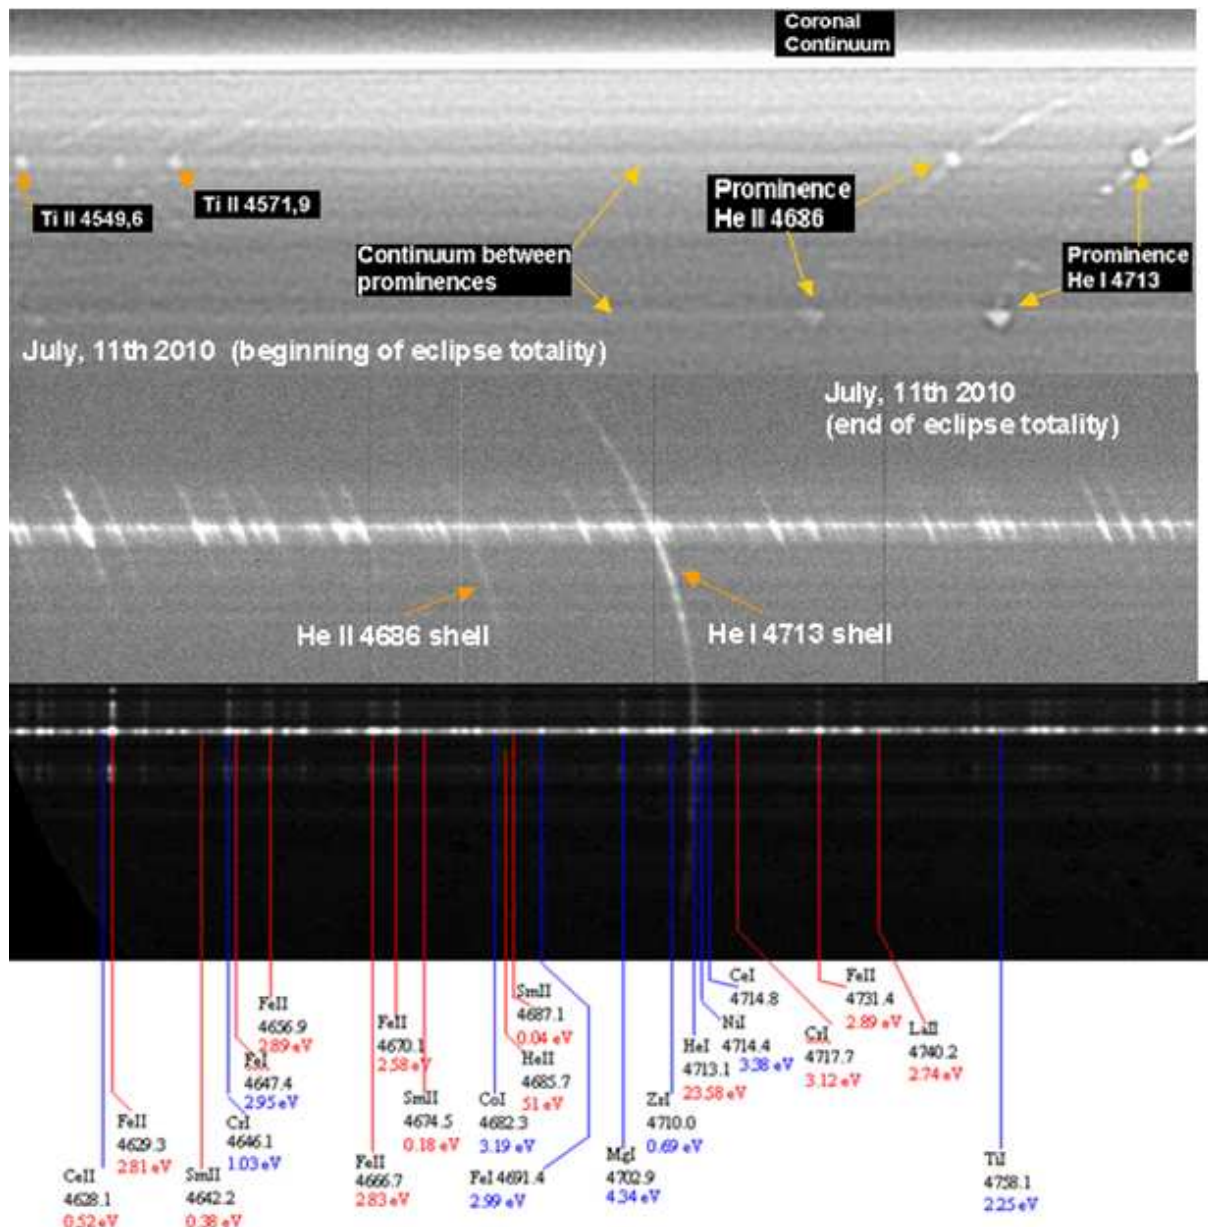 Coronal
Continuum
Ti II 4549,6
Ti II 4571,9
Prominence
He II 4686
Continuum between
prominences
Prominence
He I 4713
July, 11th 2010 (beginning of eclipse totality)
July, 11th 2010
(end of eclipse totality)
He II 4686 shell
He I 4713 shell
CeII
4628.1
0.52 eV
FeII
4629.3
2.81 eV
SmII
4642.2
0.38 eV
CrI
4646.1
1.03 eV
FeI
4647.4
2.95 eV
FeII
4656.9
2.89 eV
FeII
4666.7
2.83 eV
FeII
4670.1
2.58 eV
SmII
4674.5
0.18 eV
CoI
4682.3
3.19 eV
HeII
4685.7
51 eV
SmII
4687.1
0.04 eV
FeI 4691.4
2.99 eV
MgI
4702.9
4.34 eV
ZrI
4710.0
0.69 eV
HeI
4713.1
23.58 eV
NiI
4714.4
3.38 eV
CeI
4714.8
CrI
4717.7
3.12 eV
FeII
4731.4
2.89 eV
LaII
4740.2
2.74 eV
TiI
4758.1
2.25 eV